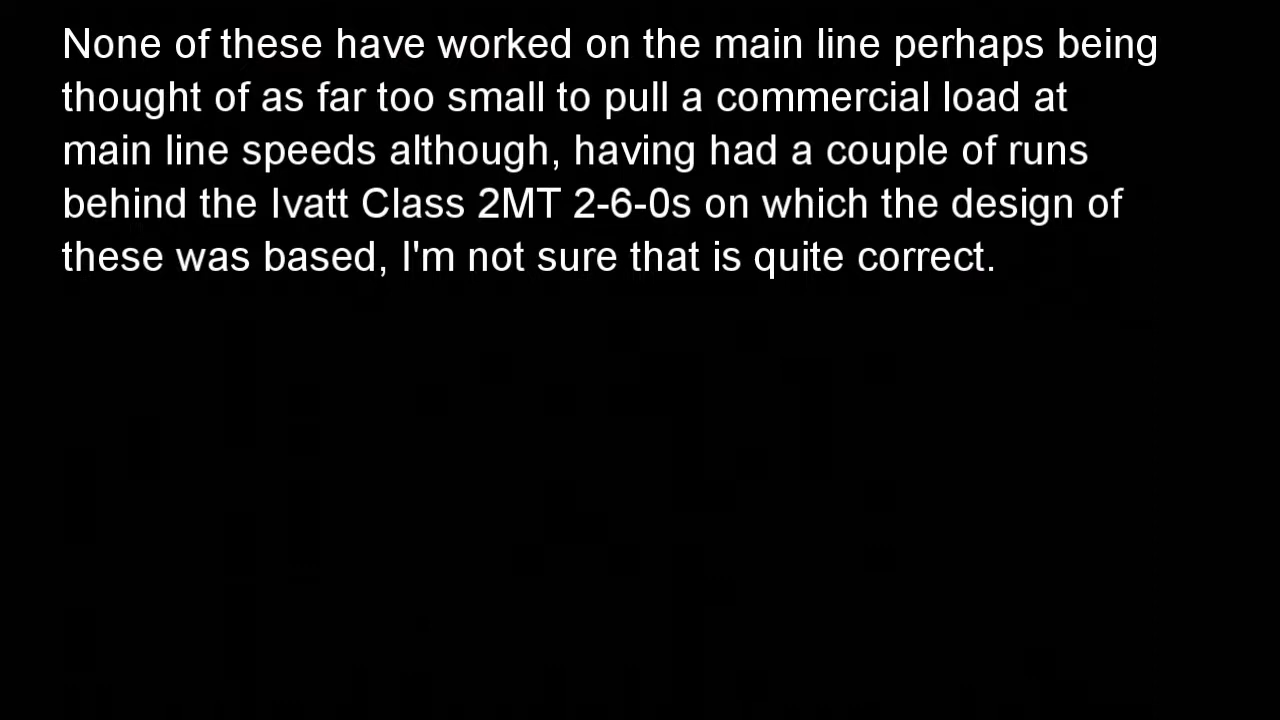 None of these have worked on the main line perhaps being
thought of as far too small to pull a commercial load at
main line speeds although, having had a couple of runs
behind the Ivatt Class 2MT 2-6-0s on which the design of
these was based, I'm not sure that is quite correct.